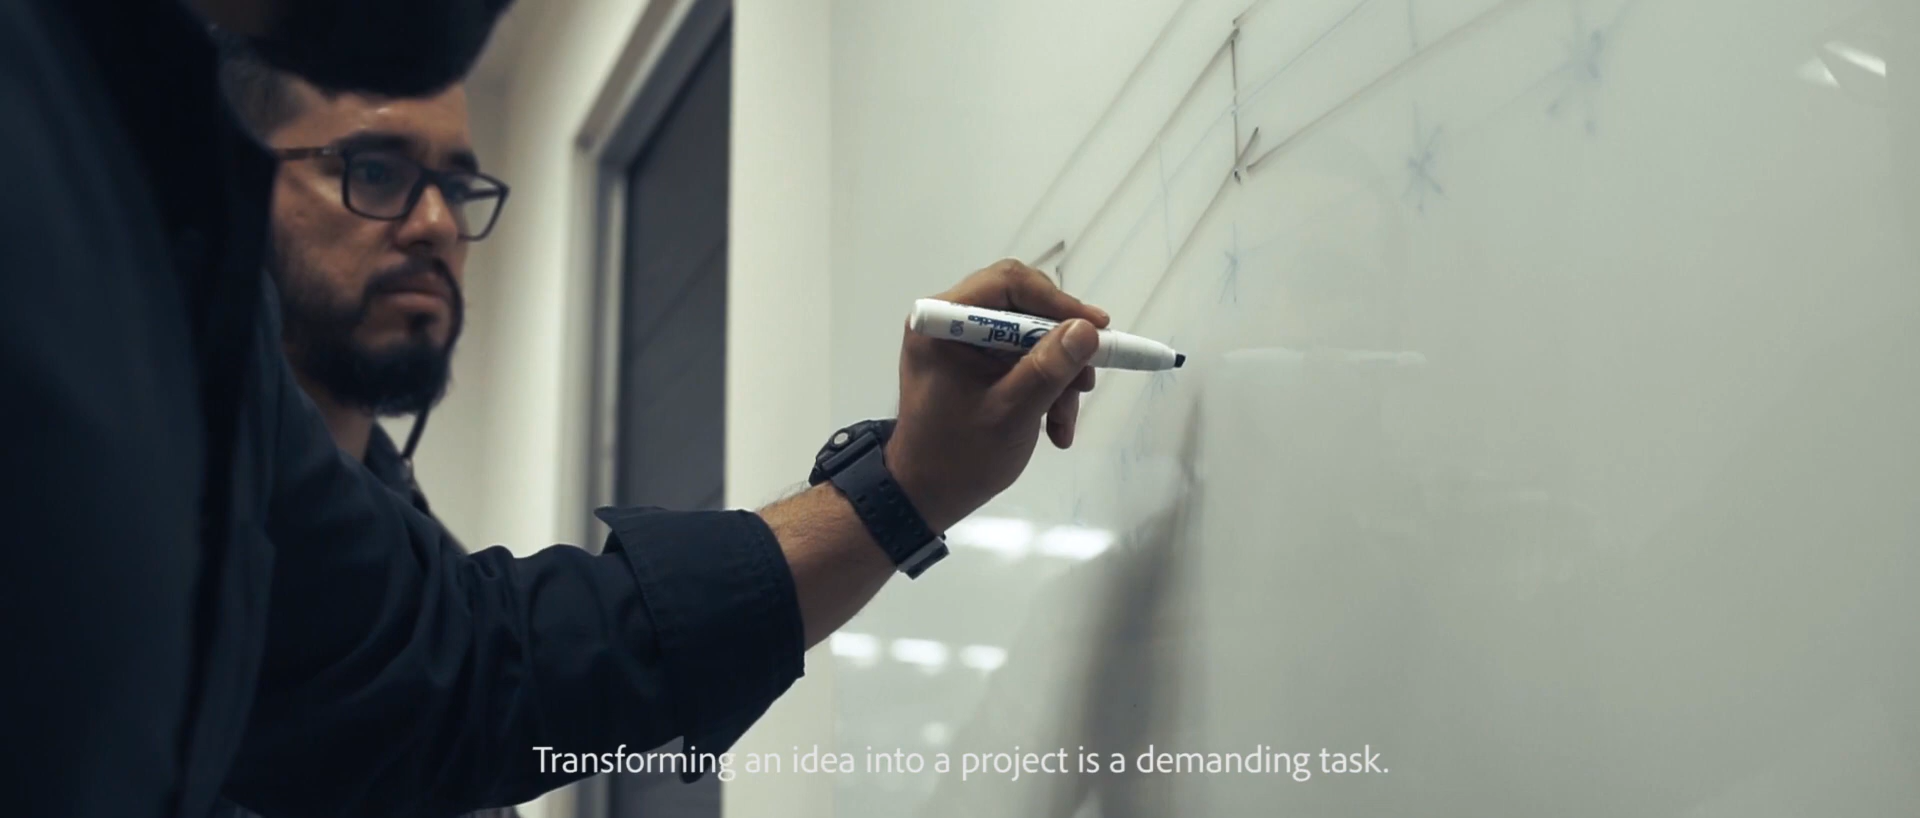 Transforming an idea into a project is a demanding task.